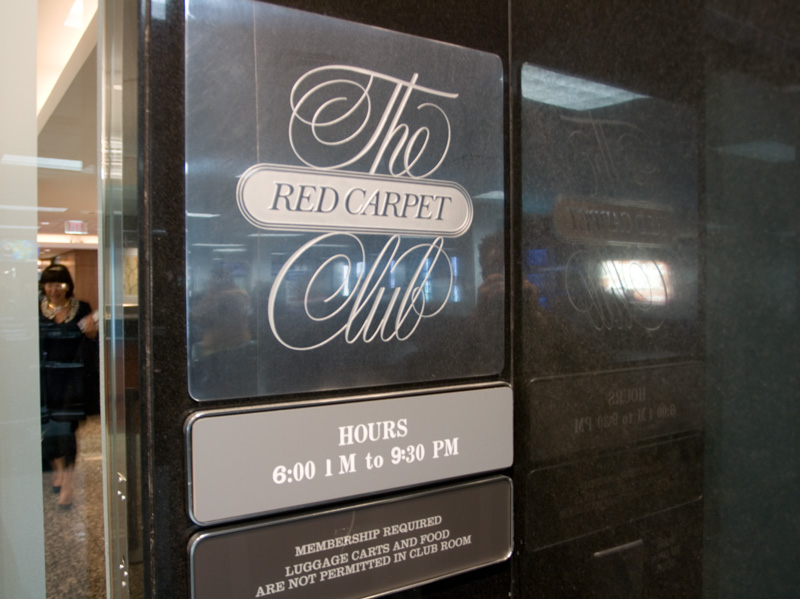 The
RED CARPET
Club
HOURS
6:00 1 M to 9:30 PM
MEMBERSHIP REQUIRED
LUGGAGE CARTS AND FOOD
ARE NOT PERMITTED IN CLUB ROOM